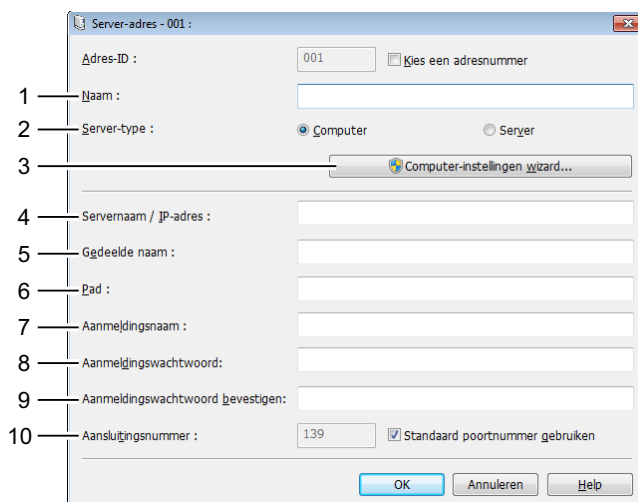 Server-adres - 001 :
Adres-ID : 001 Kies een adresnummer
1 Naam :
2 Server-type : Computer Server
3 Computer-instellingen wizard...
4 Servernaam / IP-adres :
5 Gedeelde naam :
6 Pad :
7 Aanmeldingsnaam :
8 Aanmeldingswachtwoord:
9 Aanmeldingswachtwoord bevestigen:
10 Aansluitingsnummer : 139 Standaard poortnummer gebruiken
OK Annuleren Help